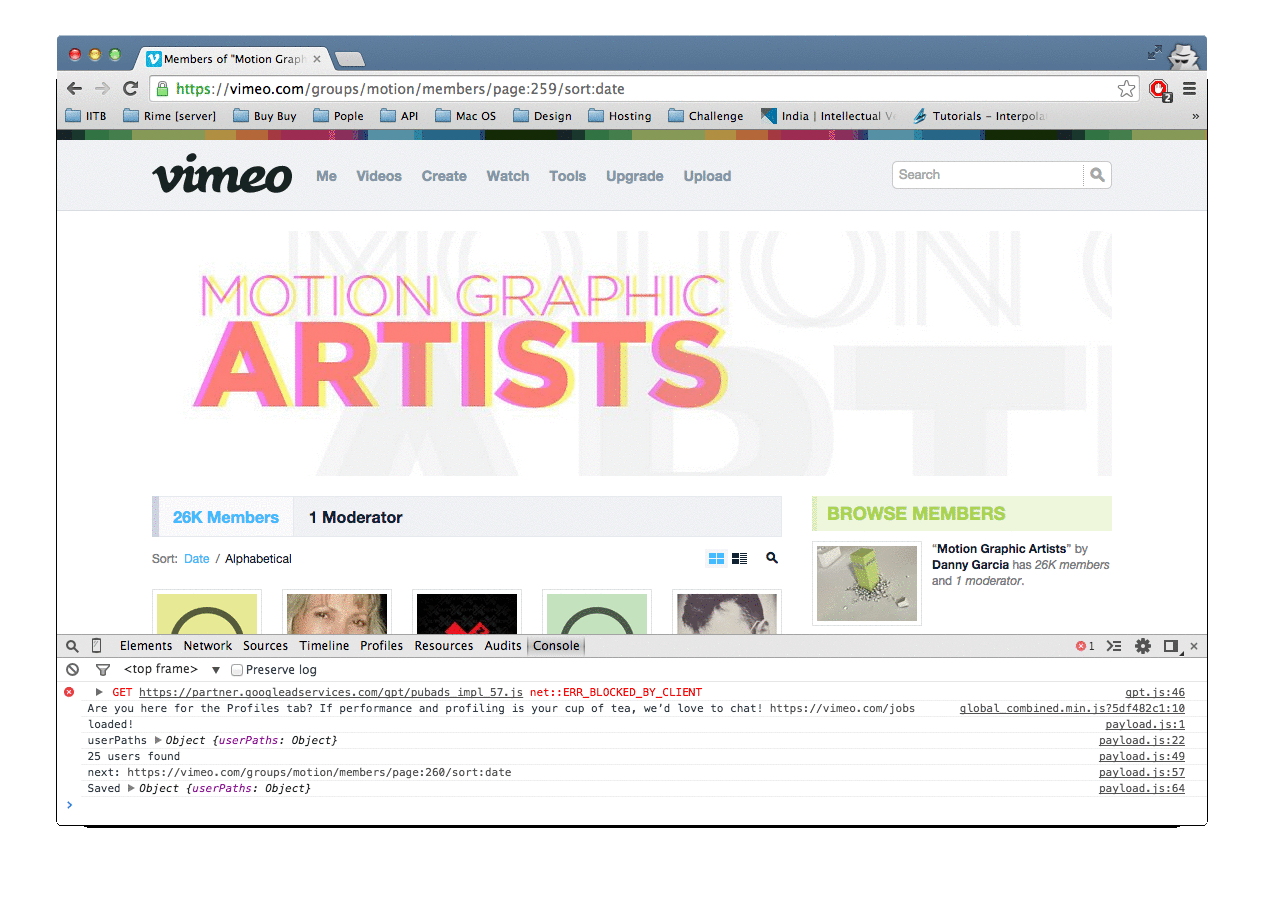 Members of "Motion Graph
https://vimeo.com/groups/motion/members/page:259/sort:date
2
IITB Rime [server] Buy Buy Pople API Mac OS Design Hosting Challenge India | Intellectual Tutorials – Interpola »
vimeo Me Videos Create Watch Tools Upgrade Upload Search
MOTION GRAPHIC
ARTISTS
26K Members 1 Moderator
Sort: Date / Alphabetical
BROWSE MEMBERS
“Motion Graphic Artists” by
Danny Garcia has 26K members
and 1 moderator.
Elements Network Sources Timeline Profiles Resources Audits Console 1
<top frame> Preserve log
GET https://partner.googleadservices.com/gpt/pubads_impl_57.js net::ERR_BLOCKED_BY_CLIENT gpt.js:46
Are you here for the Profiles tab? If performance and profiling is your cup of tea, we’d love to chat! https://vimeo.com/jobs global_combined.min.js?5df482c1:10
loaded! payload.js:1
userPaths Object {userPaths: Object} payload.js:22
25 users found payload.js:49
next: https://vimeo.com/groups/motion/members/page:260/sort:date payload.js:57
Saved Object {userPaths: Object} payload.js:64